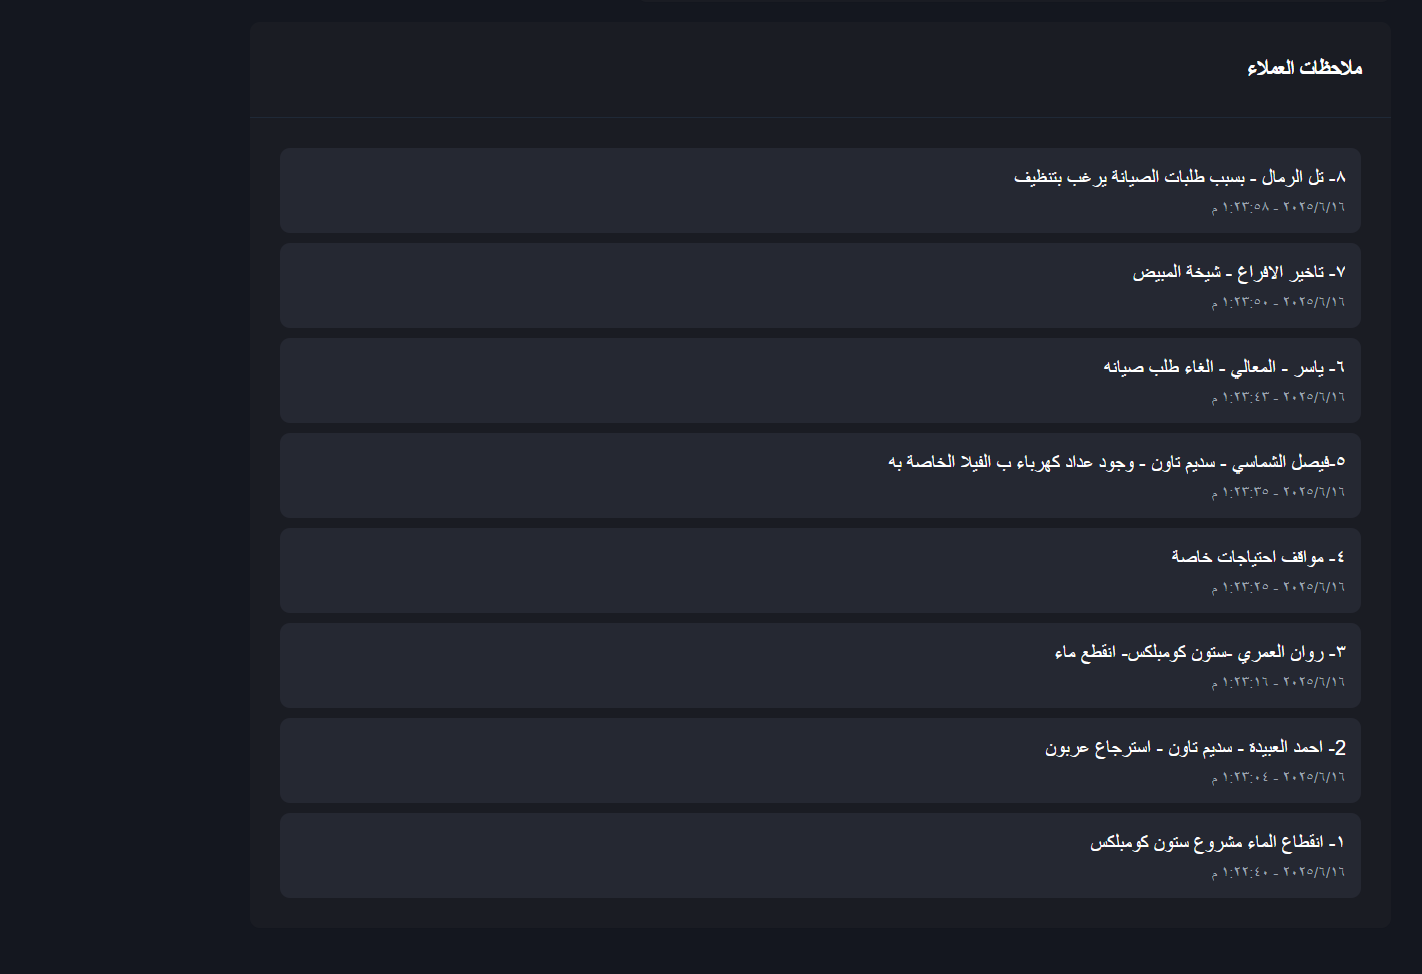 ملاحظات العملاء
٨- تل الرمال - بسبب طلبات الصيانة يرغب بتنظيف
٢٠٢٥/٦/١٦ - ١:٢٣:٥٨ م
٧- تاخير الافراغ - شيخة المبيض
٢٠٢٥/٦/١٦ - ١:٢٣:٥٠ م
٦- ياسر - المعالي - الغاء طلب صيانه
٢٠٢٥/٦/١٦ - ١:٢٣:٤٣ م
٥-فيصل الشماسي - سديم تاون - وجود عداد كهرباء ب الفيلا الخاصة به
٢٠٢٥/٦/١٦ - ١:٢٣:٣٥ م
٤- مواقف احتياجات خاصة
٢٠٢٥/٦/١٦ - ١:٢٣:٢٥ م
٣- روان العمري -ستون كومبلكس- انقطع ماء
٢٠٢٥/٦/١٦ - ١:٢٣:١٦ م
2- احمد العبيدة - سديم تاون - استرجاع عربون
٢٠٢٥/٦/١٦ - ١:٢٣:٠٤ م
١- انقطاع الماء مشروع ستون كومبلكس
٢٠٢٥/٦/١٦ - ١:٢٢:٤٠ م